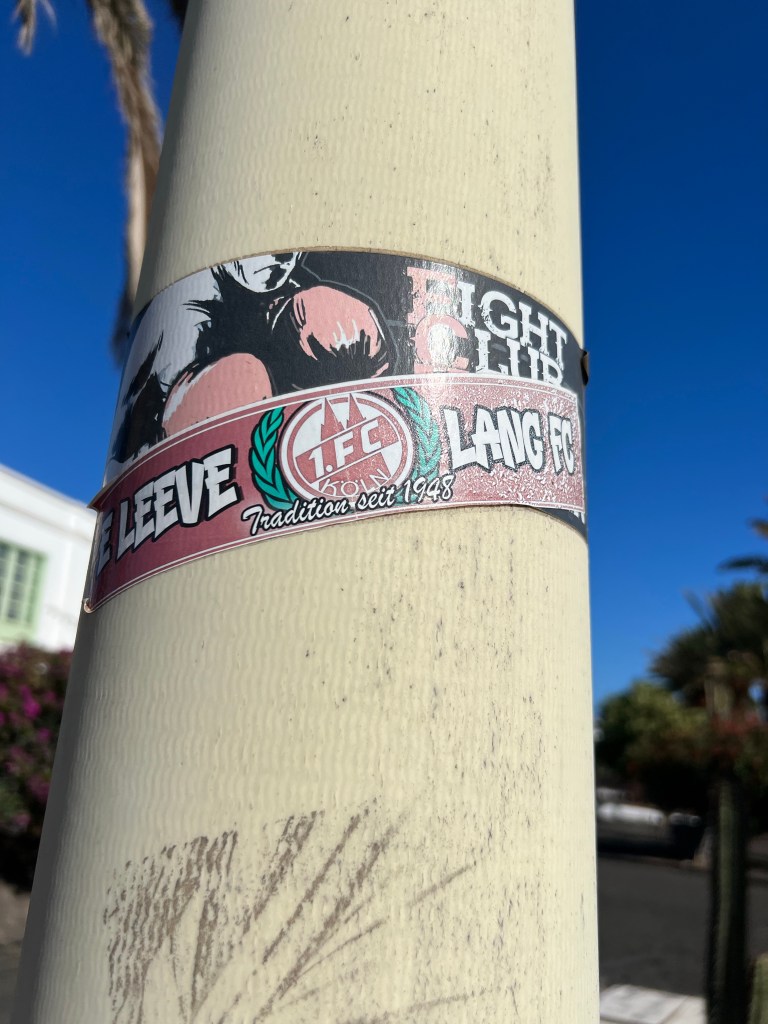 FIGHT
CLUB
E LEEVE
1.FC
KÖLN
LANG FC
Tradition seit 1948